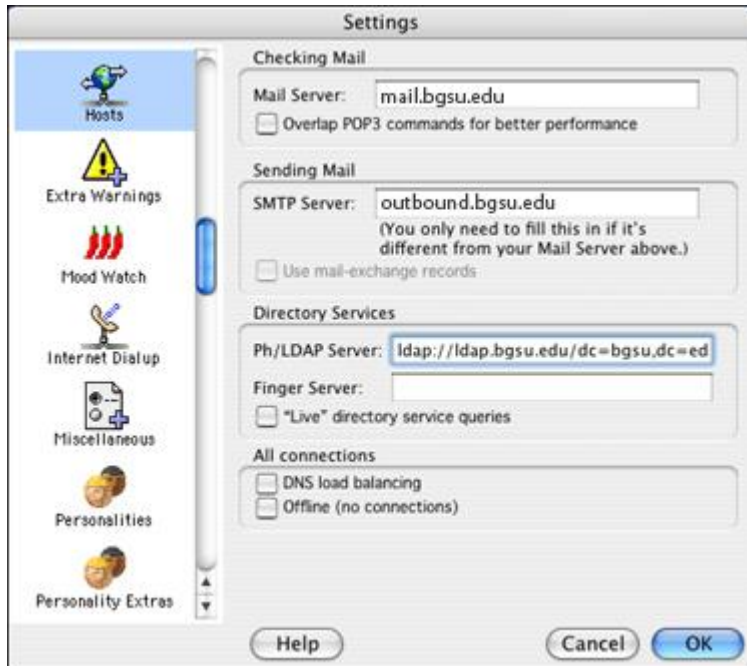 Settings
Hosts
Extra Warnings
Mood Watch
Internet Dialup
Miscellaneous
Personalities
Personality Extras
Checking Mail
Mail Server: mail.bgsu.edu
Overlap POP3 commands for better performance
Sending Mail
SMTP Server: outbound.bgsu.edu
(You only need to fill this in if it's
different from your Mail Server above.)
Use mail-exchange records
Directory Services
Ph/LDAP Server: ldap://ldap.bgsu.edu/dc=bgsu,dc=ed
Finger Server:
"Live" directory service queries
All connections
DNS load balancing
Offline (no connections)
Help
Cancel
OK